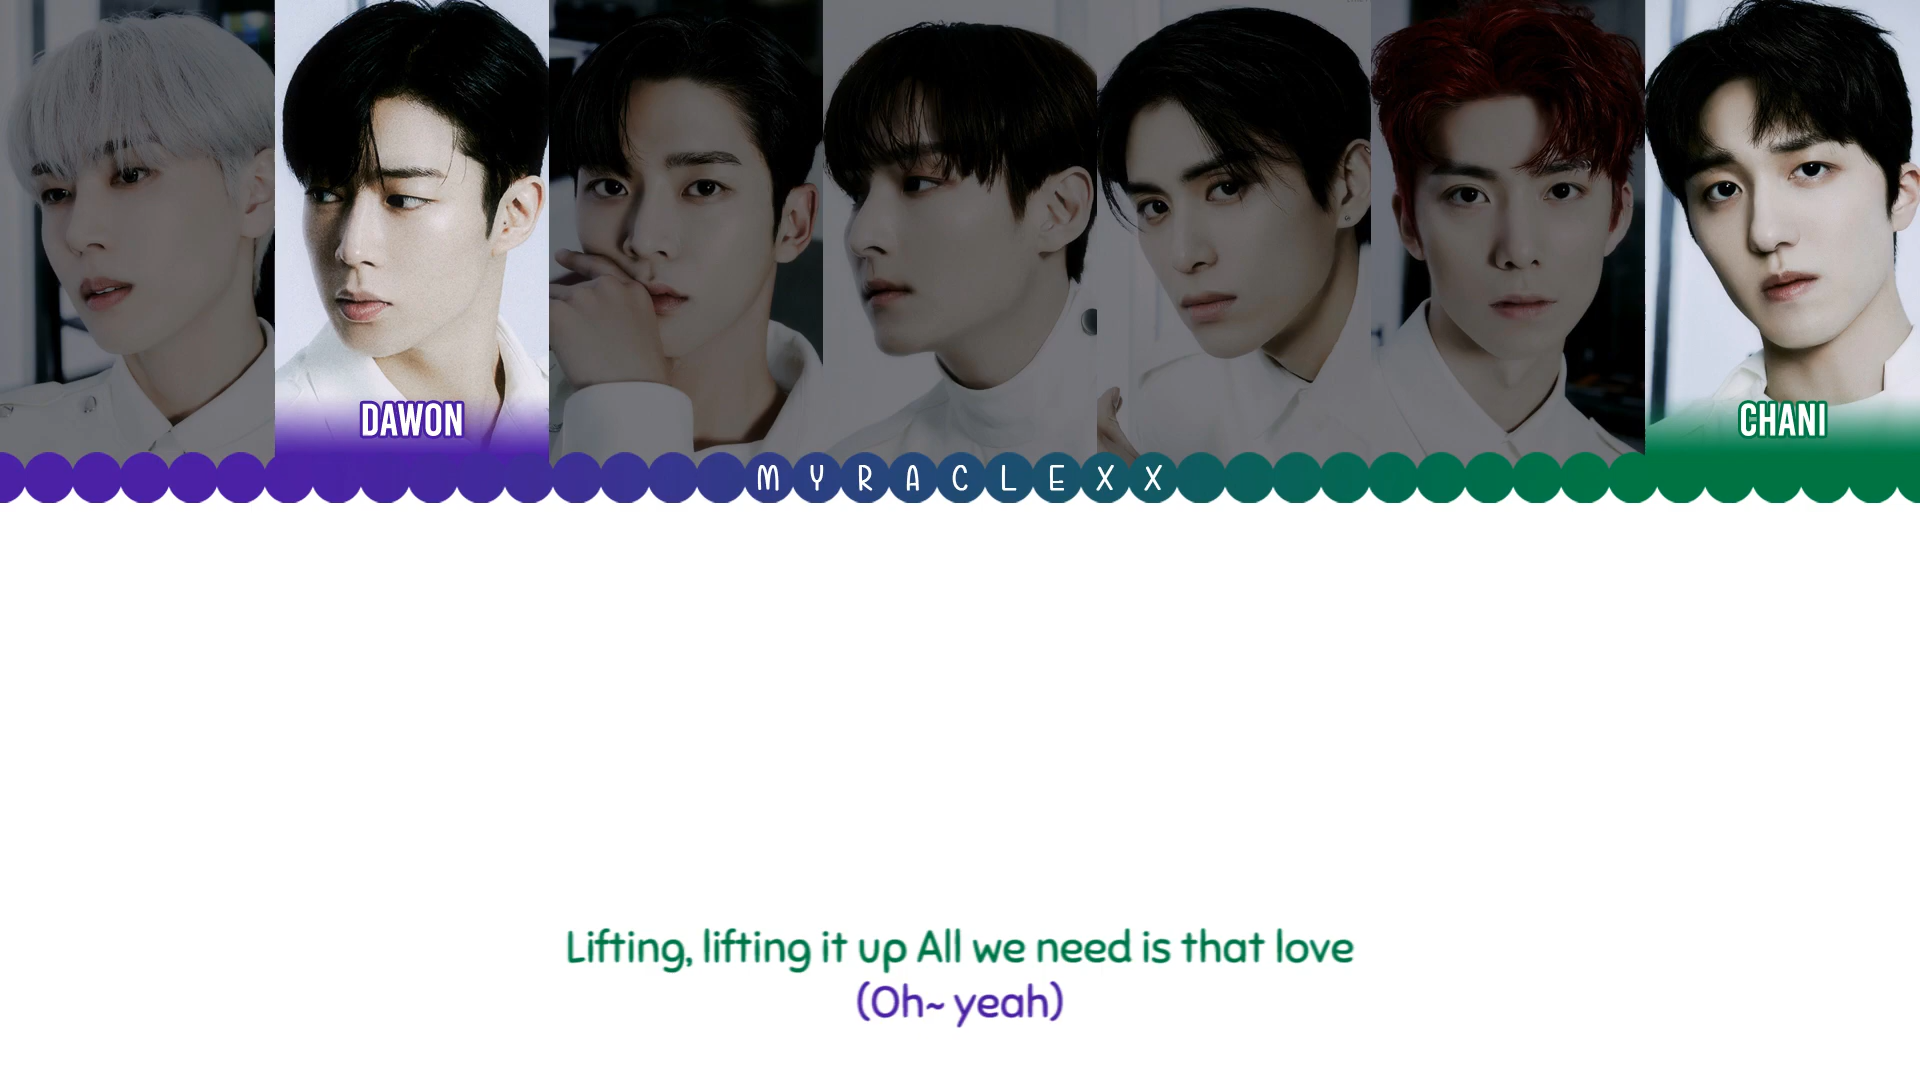 DAWON
CHANI
MYRACLEXX
Lifting, lifting it up All we need is that love
(Oh~ yeah)